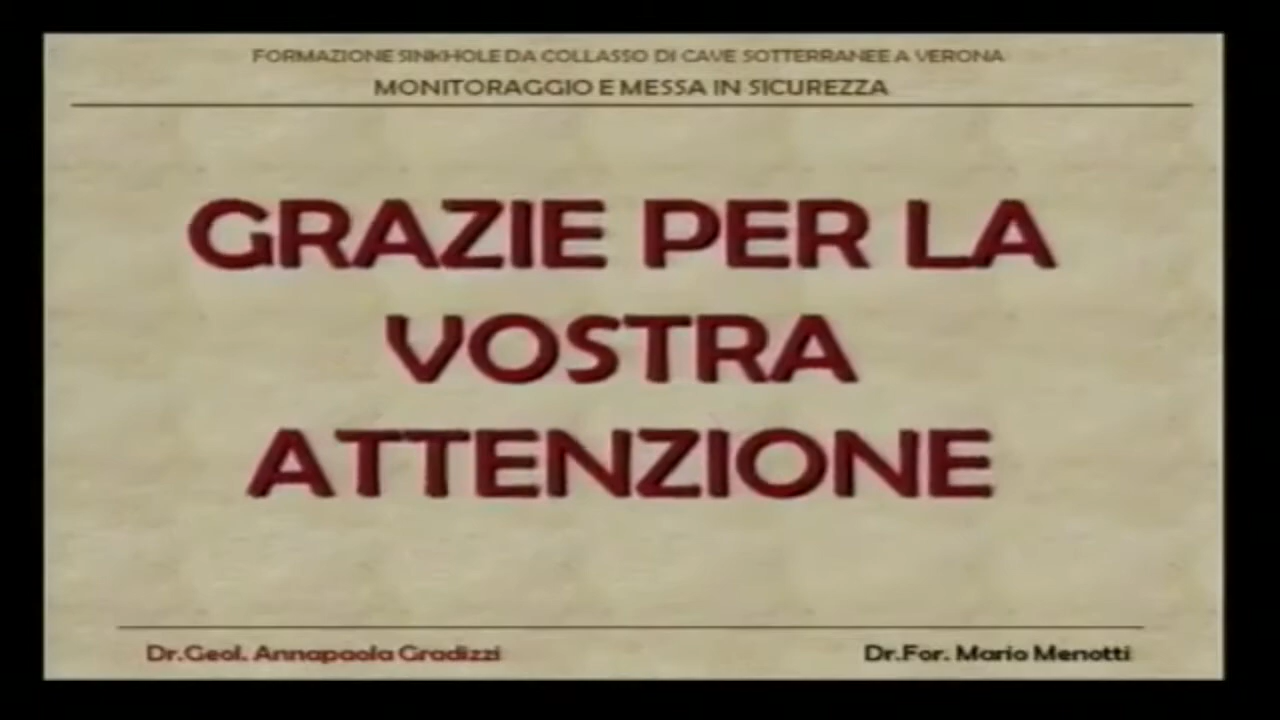 FORMAZIONE SINKHOLE DA COLLASSO DI CAVE SOTTERRANEE A VERONA
MONITORAGGIO E MESSA IN SICUREZZA
GRAZIE PER LA
VOSTRA
ATTENZIONE
Dr.Geol. Annapaola Gradizzi
Dr.For. Mario Menotti